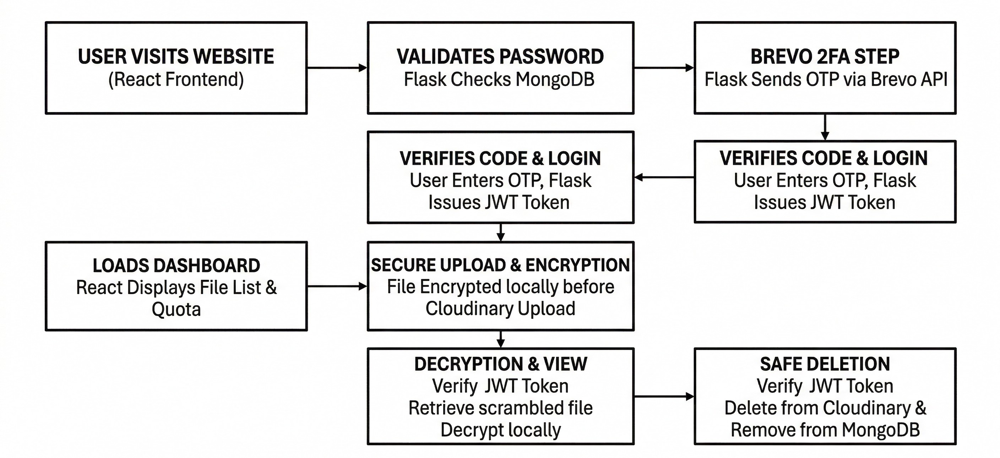 USER VISITS WEBSITE
(React Frontend)
VALIDATES PASSWORD
Flask Checks MongoDB
BREVO 2FA STEP
Flask Sends OTP via Brevo API
VERIFIES CODE & LOGIN
User Enters OTP, Flask
Issues JWT Token
VERIFIES CODE & LOGIN
User Enters OTP, Flask
Issues JWT Token
LOADS DASHBOARD
React Displays File List &
Quota
SECURE UPLOAD & ENCRYPTION
File Encrypted locally before
Cloudinary Upload
DECRYPTION & VIEW
Verify JWT Token
Retrieve scrambled file
Decrypt locally
SAFE DELETION
Verify JWT Token
Delete from Cloudinary &
Remove from MongoDB